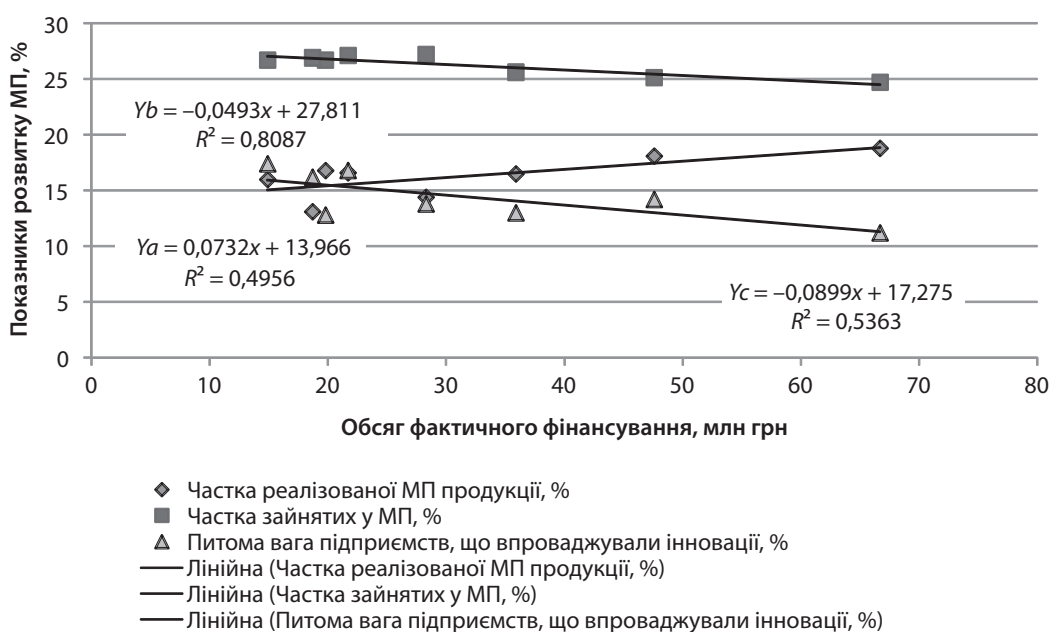 Показники розвитку МП, %
30
25
20
15
10
5
0
Yb = –0,0493x + 27,811
R² = 0,8087
Ya = 0,0732x + 13,966
R² = 0,4956
Yc = –0,0899x + 17,275
R² = 0,5363
0 10 20 30 40 50 60 70 80
Обсяг фактичного фінансування, млн грн
Частка реалізованої МП продукції, %
Частка зайнятих у МП, %
Питома вага підприємств, що впроваджували інновації, %
Лінійна (Частка реалізованої МП продукції, %)
Лінійна (Частка зайнятих у МП, %)
Лінійна (Питома вага підприємств, що впроваджували інновації, %)